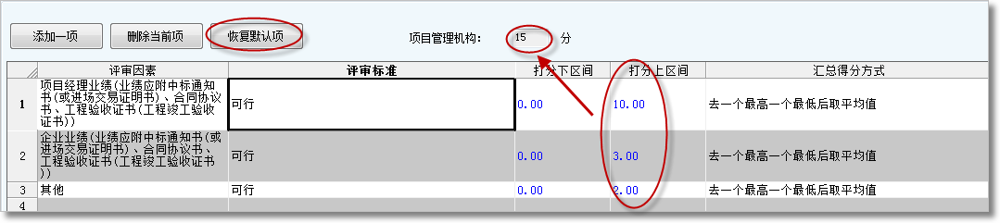 添加一项 删除当前项 恢复默认项 项目管理机构： 15 分
评审因素 评审标准 打分下区间 打分上区间 汇总得分方式
1 项目经理业绩(业绩应附中标通知书(或进场交易证明书)、合同协议书、工程验收证书(工程竣工验收证书)) 可行 0.00 10.00 去一个最高一个最低后取平均值
2 企业业绩(业绩应附中标通知书(或进场交易证明书)、合同协议书、工程验收证书(工程竣工验收证书)) 可行 0.00 3.00 去一个最高一个最低后取平均值
3 其他 可行 0.00 2.00 去一个最高一个最低后取平均值
4